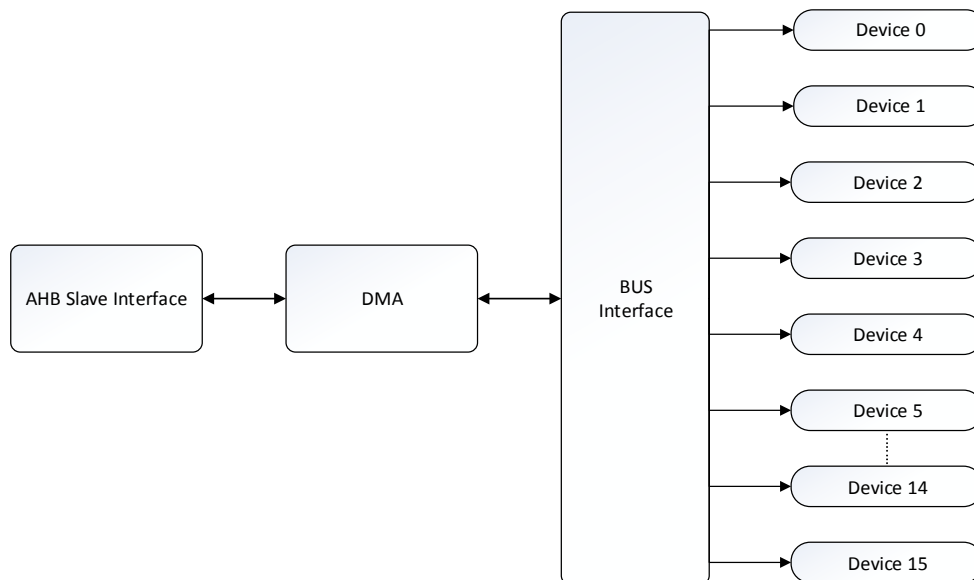 AHB Slave Interface
DMA
BUS
Interface
Device 0
Device 1
Device 2
Device 3
Device 4
Device 5
Device 14
Device 15